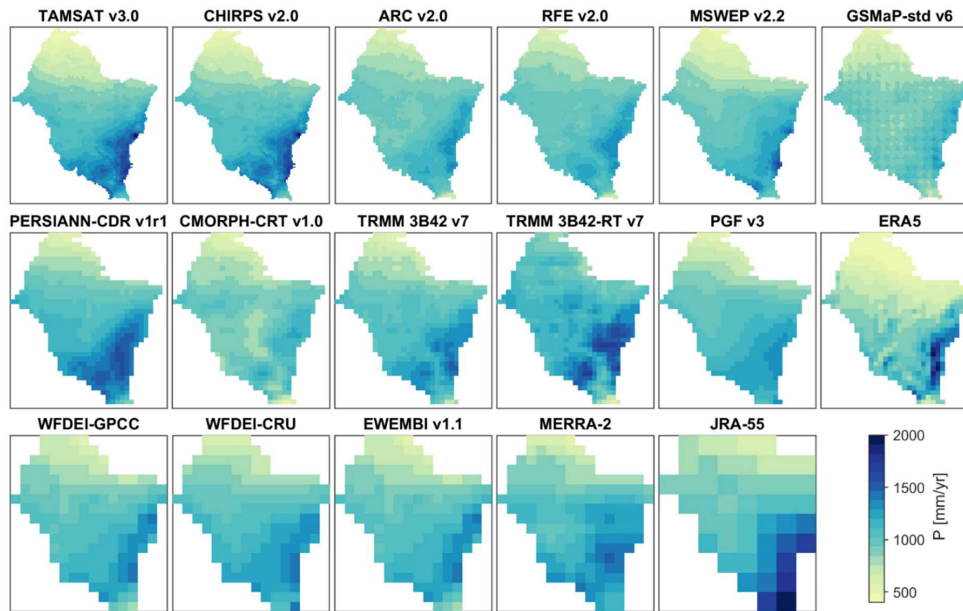 TAMSAT v3.0 CHIRPS v2.0 ARC v2.0 RFE v2.0 MSWEP v2.2 GSMaP-std v6
PERSIANN-CDR v1r1 CMORPH-CRT v1.0 TRMM 3B42 v7 TRMM 3B42-RT v7 PGF v3 ERA5
WFDEI-GPCC WFDEI-CRU EWEMBI v1.1 MERRA-2 JRA-55
2000
1500
1000
500
P [mm/yr]